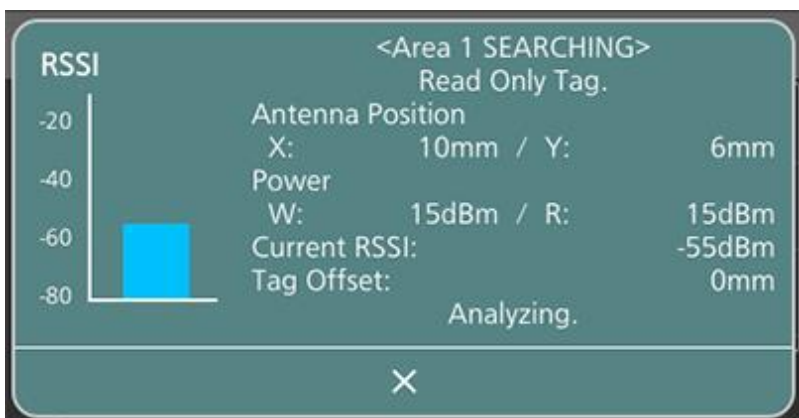 RSSI
-20
-40
-60
-80
<Area 1 SEARCHING>
Read Only Tag.
Antenna Position
X: 10mm / Y: 6mm
Power
W: 15dBm / R: 15dBm
Current RSSI: -55dBm
Tag Offset: 0mm
Analyzing.